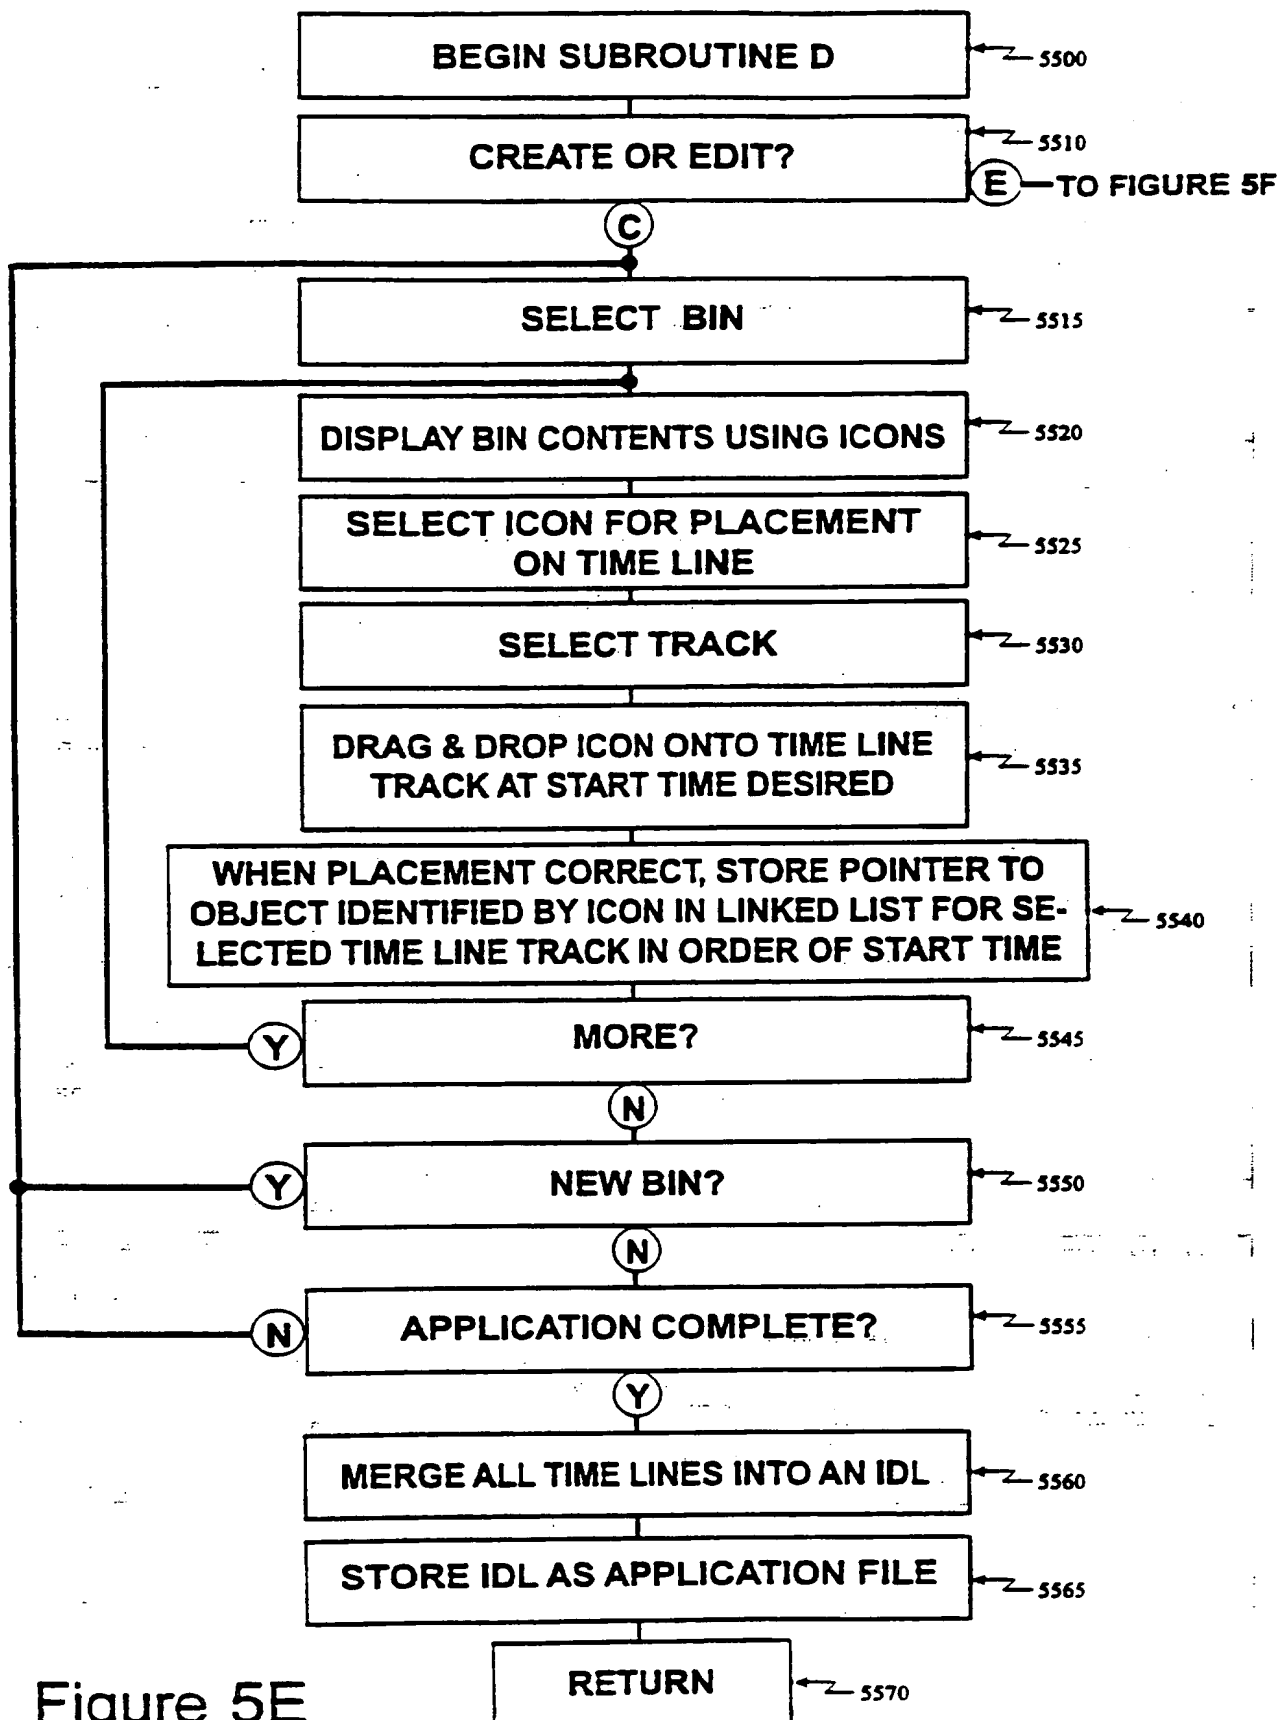 BEGIN SUBROUTINE D
5500
CREATE OR EDIT?
5510
E
TO FIGURE 5F
C
SELECT BIN
5515
DISPLAY BIN CONTENTS USING ICONS
5520
SELECT ICON FOR PLACEMENT
ON TIME LINE
5525
SELECT TRACK
5530
DRAG & DROP ICON ONTO TIME LINE
TRACK AT START TIME DESIRED
5535
WHEN PLACEMENT CORRECT, STORE POINTER TO
OBJECT IDENTIFIED BY ICON IN LINKED LIST FOR SE-
LECTED TIME LINE TRACK IN ORDER OF START TIME
5540
Y
MORE?
5545
N
Y
NEW BIN?
5550
N
N
APPLICATION COMPLETE?
5555
Y
MERGE ALL TIME LINES INTO AN IDL
5560
STORE IDL AS APPLICATION FILE
5565
RETURN
5570
Figure 5E